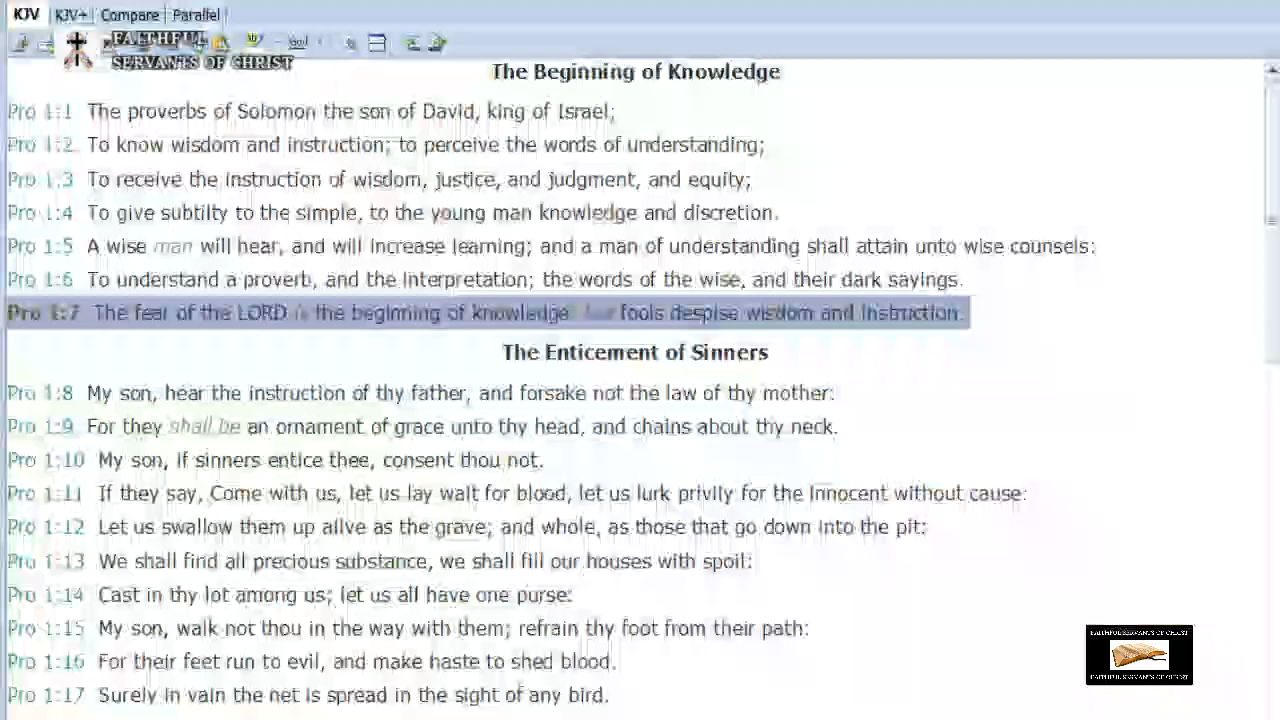 KJV KJV+ Compare Parallel
FAITHFUL
SERVANTS OF CHRIST
The Beginning of Knowledge
Pro 1:1 The proverbs of Solomon the son of David, king of Israel;
Pro 1:2 To know wisdom and instruction; to perceive the words of understanding;
Pro 1:3 To receive the instruction of wisdom, justice, and judgment, and equity;
Pro 1:4 To give subtilty to the simple, to the young man knowledge and discretion.
Pro 1:5 A wise man will hear, and will increase learning; and a man of understanding shall attain unto wise counsels:
Pro 1:6 To understand a proverb, and the interpretation; the words of the wise, and their dark sayings.
Pro 1:7 The fear of the LORD is the beginning of knowledge: but fools despise wisdom and instruction.
The Enticement of Sinners
Pro 1:8 My son, hear the instruction of thy father, and forsake not the law of thy mother:
Pro 1:9 For they shall be an ornament of grace unto thy head, and chains about thy neck.
Pro 1:10 My son, if sinners entice thee, consent thou not.
Pro 1:11 If they say, Come with us, let us lay wait for blood, let us lurk privily for the innocent without cause:
Pro 1:12 Let us swallow them up alive as the grave; and whole, as those that go down into the pit:
Pro 1:13 We shall find all precious substance, we shall fill our houses with spoil:
Pro 1:14 Cast in thy lot among us; let us all have one purse:
Pro 1:15 My son, walk not thou in the way with them; refrain thy foot from their path:
Pro 1:16 For their feet run to evil, and make haste to shed blood.
Pro 1:17 Surely in vain the net is spread in the sight of any bird.
FAITHFUL SERVANTS OF CHRIST
FAITHFUL SERVANTS OF CHRIST